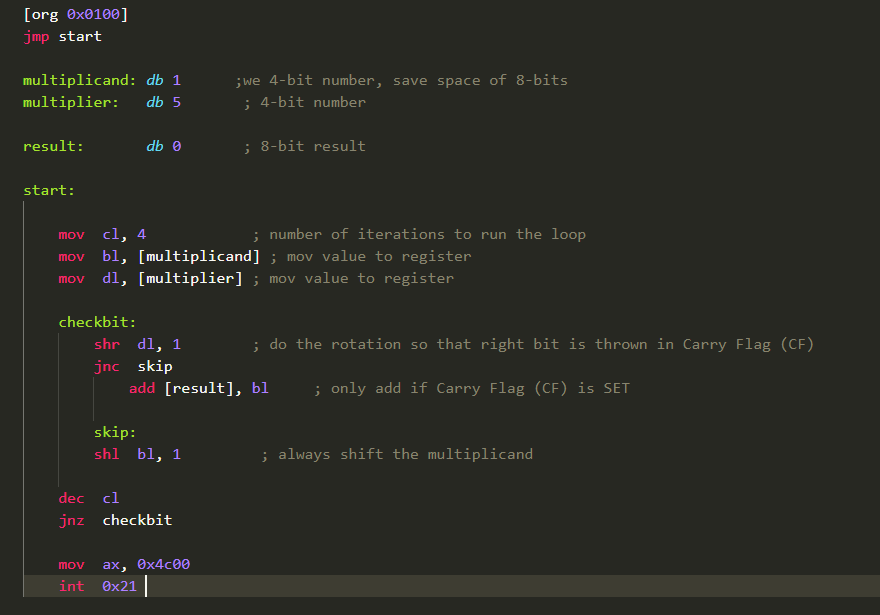 [org 0x0100]
jmp start
multiplicand: db 1 ;we 4-bit number, save space of 8-bits
multiplier: db 5 ; 4-bit number
result: db 0 ; 8-bit result
start:
mov cl, 4 ; number of iterations to run the loop
mov bl, [multiplicand] ; mov value to register
mov dl, [multiplier] ; mov value to register
checkbit:
shr dl, 1 ; do the rotation so that right bit is thrown in Carry Flag (CF)
jnc skip
add [result], bl ; only add if Carry Flag (CF) is SET
skip:
shl bl, 1 ; always shift the multiplicand
dec cl
jnz checkbit
mov ax, 0x4c00
int 0x21